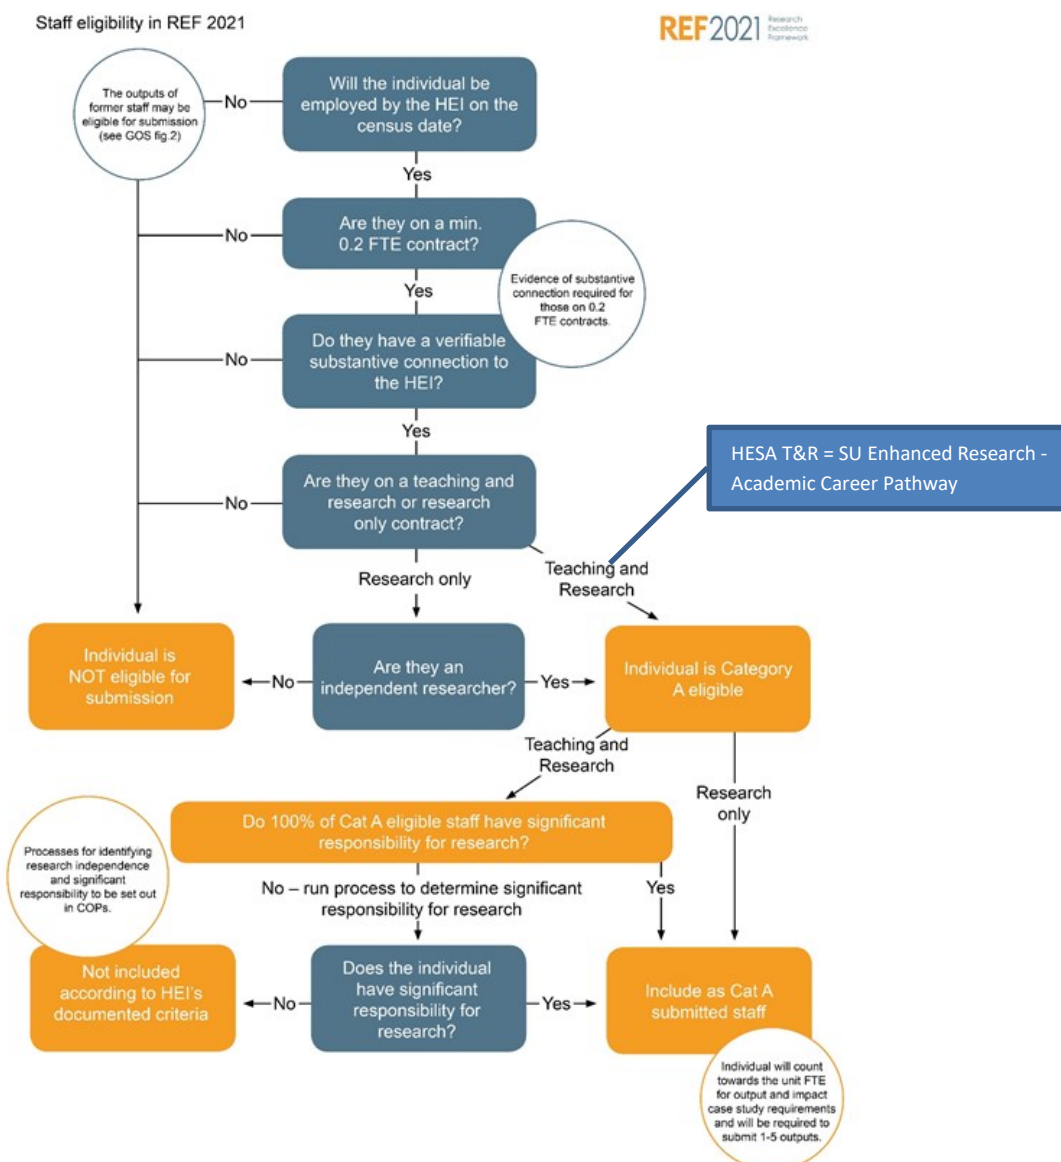 Staff eligibility in REF 2021
REF2021
Research
Excellence
Framework
The outputs of
former staff may be
eligible for submission
(see GOS fig.2)
No
Will the individual be
employed by the HEI on the
census date?
Yes
No
Are they on a min.
0.2 FTE contract?
Evidence of substantive
connection required for
those on 0.2
FTE contracts.
Yes
No
Do they have a verifiable
substantive connection to
the HEI?
Yes
HESA T&R = SU Enhanced Research -
Academic Career Pathway
No
Are they on a teaching and
research or research
only contract?
Research only
Teaching and
Research
Individual is
NOT eligible for
submission
No
Are they an
independent researcher?
Yes
Individual is Category
A eligible
Teaching and
Research
Research
only
Do 100% of Cat A eligible staff have significant
responsibility for research?
Processes for identifying
research independence
and significant
responsibility to be set out
in COPs.
No – run process to determine significant
responsibility for research
Yes
Not included
according to HEI's
documented criteria
No
Does the individual
have significant
responsibility for
research?
Yes
Include as Cat A
submitted staff
Individual will count
towards the unit FTE
for output and impact
case study requirements
and will be required to
submit 1-5 outputs.